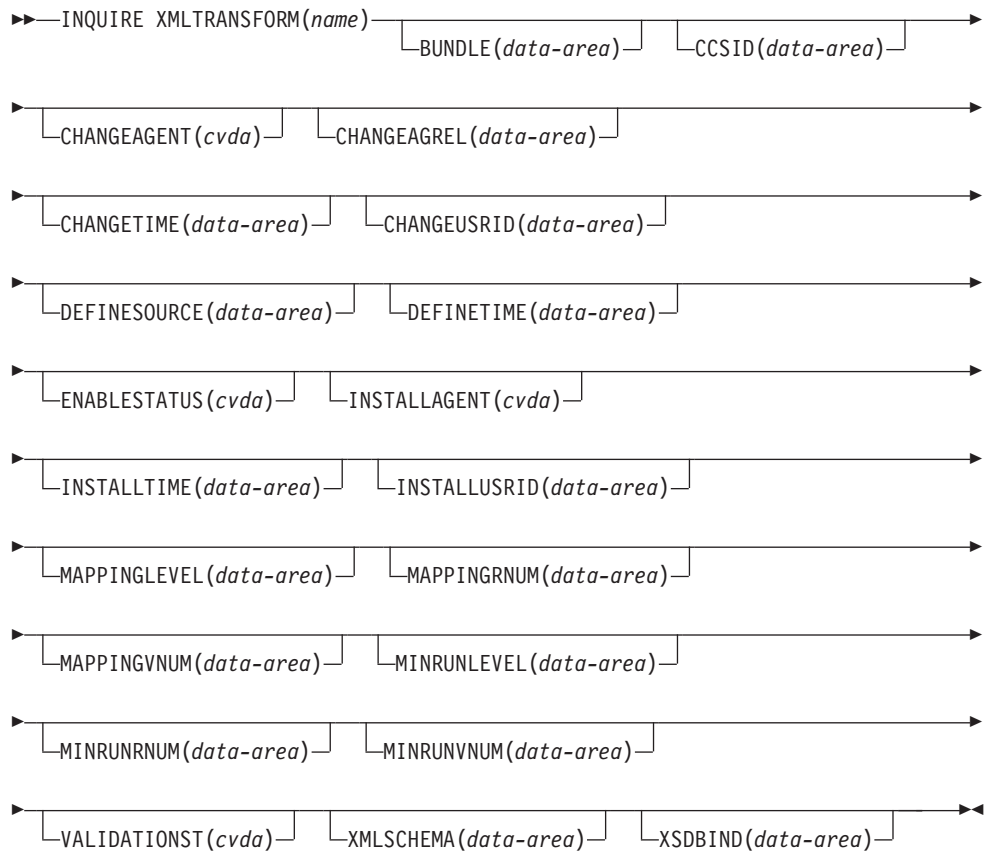 INQUIRE XMLTRANSFORM(name)
BUNDLE(data-area) CCSID(data-area)
CHANGEAGENT(cvda) CHANGEAGREL(data-area)
CHANGETIME(data-area) CHANGEUSRID(data-area)
DEFINESOURCE(data-area) DEFINETIME(data-area)
ENABLESTATUS(cvda) INSTALLAGENT(cvda)
INSTALLTIME(data-area) INSTALLUSRID(data-area)
MAPPINGLEVEL(data-area) MAPPINGRNUM(data-area)
MAPPINGVNUM(data-area) MINRUNLEVEL(data-area)
MINRUNRNUM(data-area) MINRUNVNUM(data-area)
VALIDATIONST(cvda) XMLSCHEMA(data-area) XSDBIND(data-area)